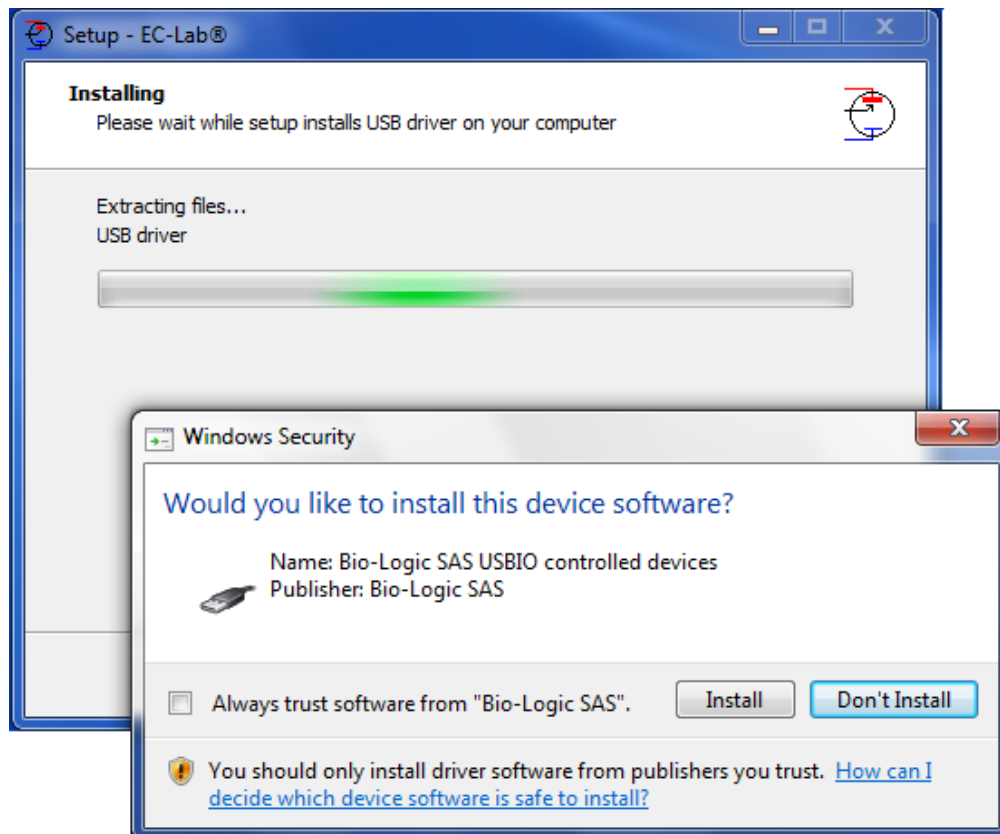 Setup - EC-Lab®
Installing
Please wait while setup installs USB driver on your computer
Extracting files...
USB driver
Windows Security
Would you like to install this device software?
Name: Bio-Logic SAS USBIO controlled devices
Publisher: Bio-Logic SAS
Always trust software from "Bio-Logic SAS".
Install
Don't Install
You should only install driver software from publishers you trust. How can I
decide which device software is safe to install?